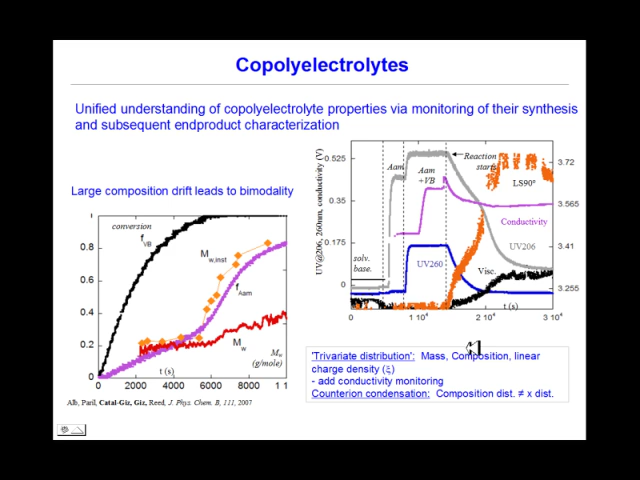 Copolyelectrolytes
Unified understanding of copolyelectrolyte properties via monitoring of their synthesis
and subsequent endproduct characterization
Large composition drift leads to bimodality
1
0.8
0.6
0.4
0.2
0
conversion
fVB
Mw,inst
fAam
Mw
Mw
(g/mole)
t (s)
0 2000 4000 6000 8000 1
Alb, Paril, Catal-Giz, Giz, Reed, J. Phys. Chem. B, 111, 2007
UV@206, 260nm, conductivity (V)
0.525
0.35
0.175
0
Aam
Aam
+VB
Reaction
starts
LS90°
Conductivity
UV206
UV260
Visc.
solv.
base.
t (s)
3.72
3.565
3.41
3.255
0 1 10⁴ 2 10⁴ 3 10⁴
'Trivariate distribution': Mass, Composition, linear
charge density (ξ)
- add conductivity monitoring
Counterion condensation: Composition dist. ≠ x dist.